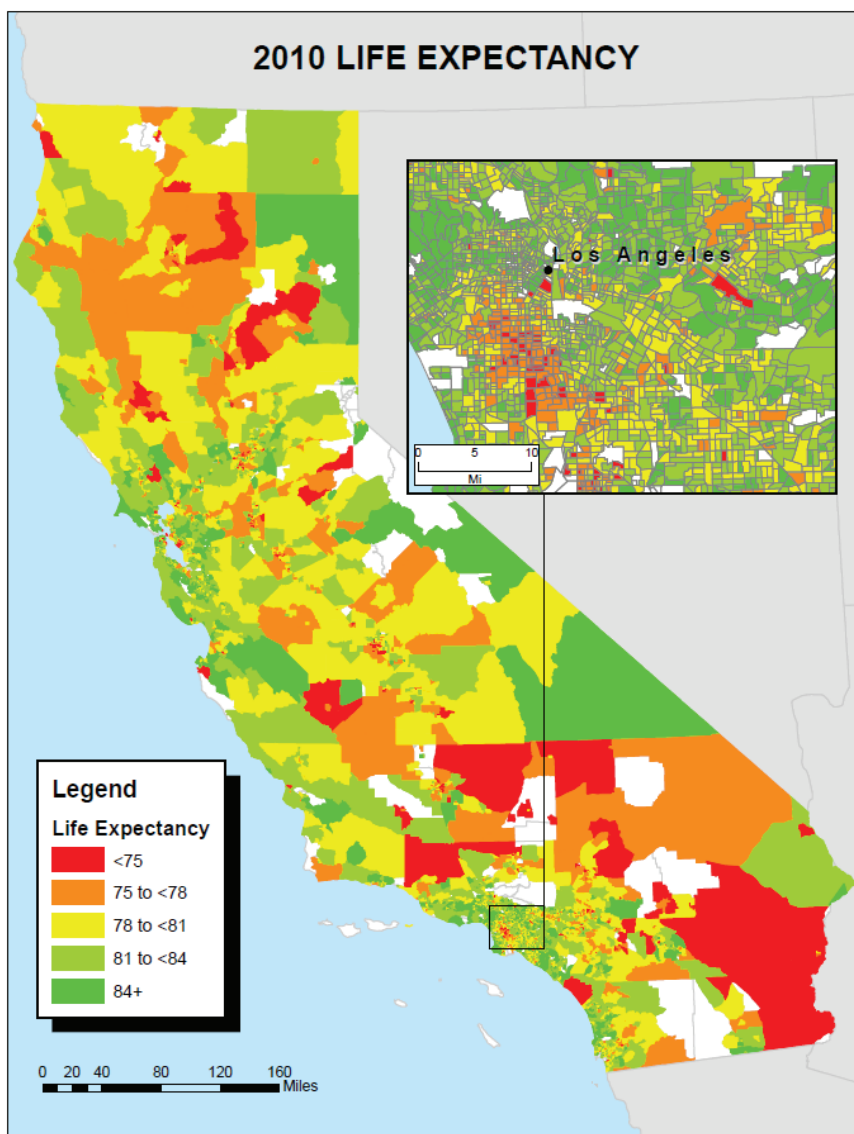 2010 LIFE EXPECTANCY
Los Angeles
0 5 10
Mi
Legend
Life Expectancy
<75
75 to <78
78 to <81
81 to <84
84+
0 20 40 80 120 160
Miles